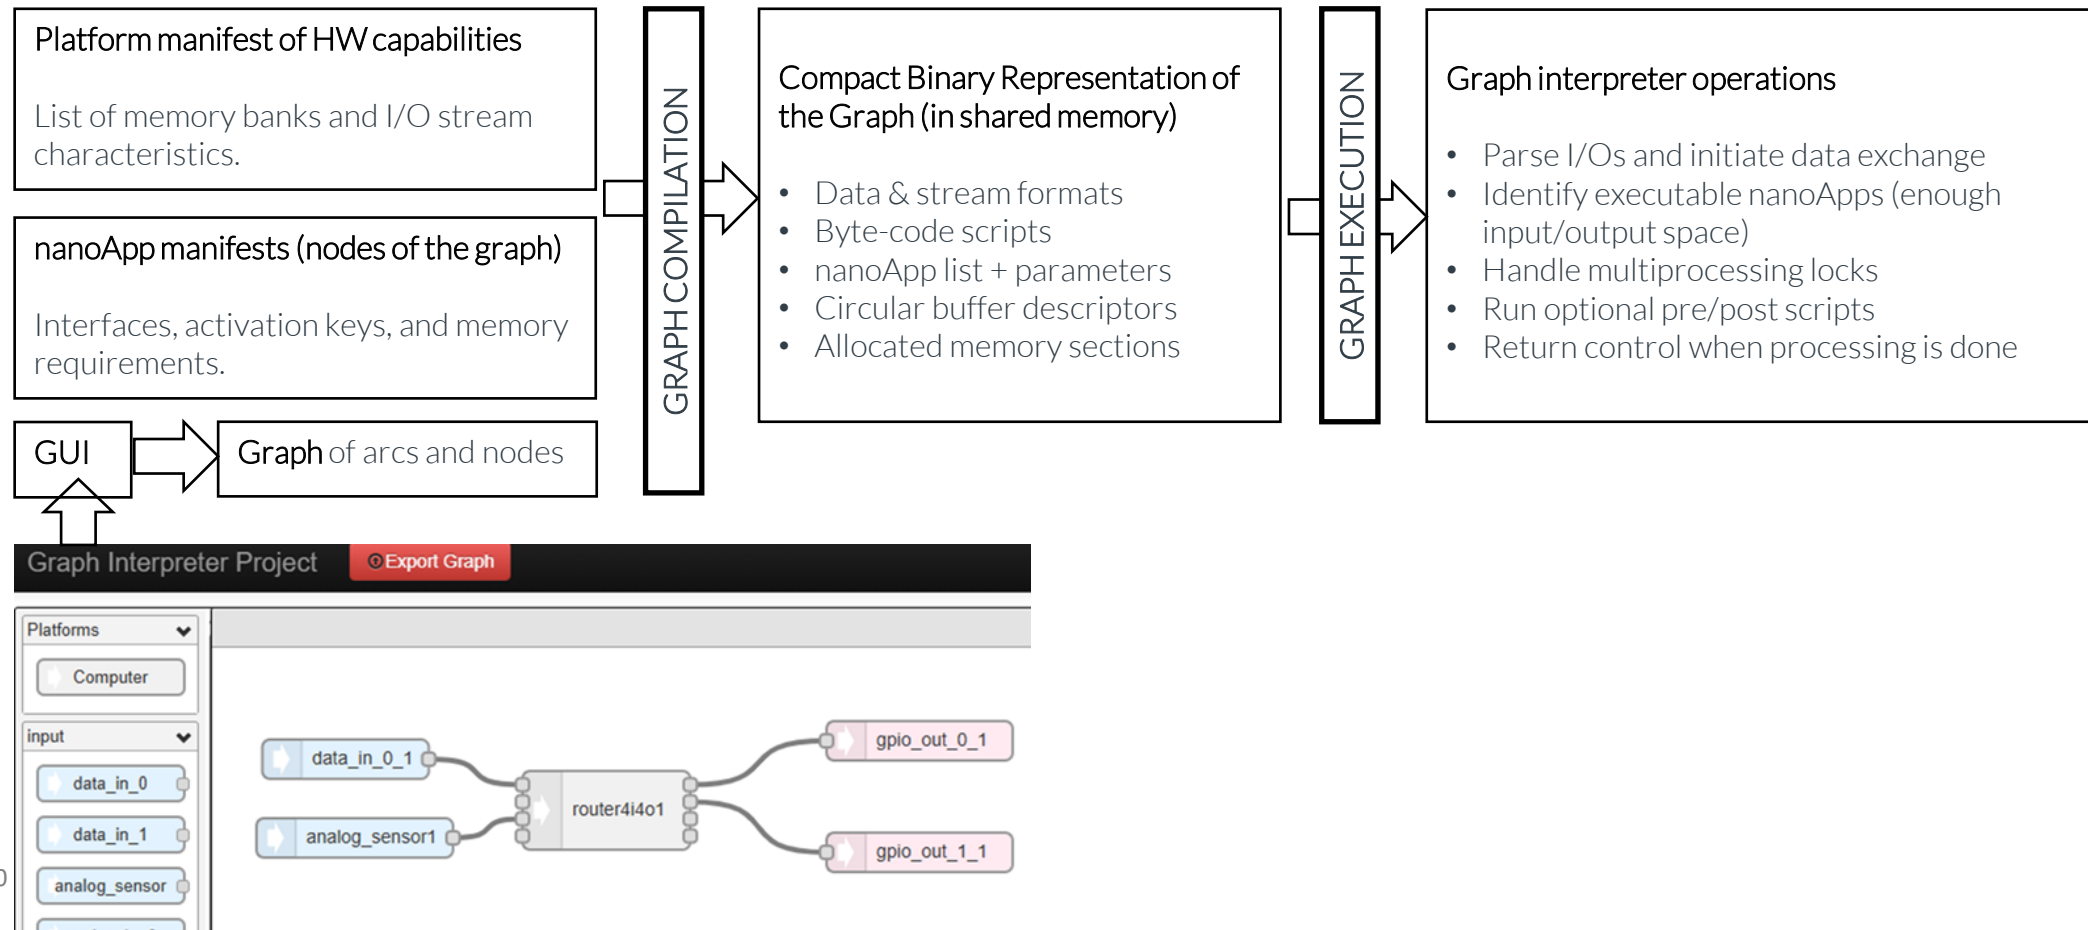 Platform manifest of HW capabilities
List of memory banks and I/O stream
characteristics.
nanoApp manifests (nodes of the graph)
Interfaces, activation keys, and memory
requirements.
GUI
Graph of arcs and nodes
GRAPH COMPILATION
Compact Binary Representation of
the Graph (in shared memory)
• Data & stream formats
• Byte-code scripts
• nanoApp list + parameters
• Circular buffer descriptors
• Allocated memory sections
GRAPH EXECUTION
Graph interpreter operations
• Parse I/Os and initiate data exchange
• Identify executable nanoApps (enough
input/output space)
• Handle multiprocessing locks
• Run optional pre/post scripts
• Return control when processing is done
Graph Interpreter Project
Export Graph
Platforms
Computer
input
data_in_0
data_in_1
analog_sensor
data_in_0_1
analog_sensor1
router4i4o1
gpio_out_0_1
gpio_out_1_1